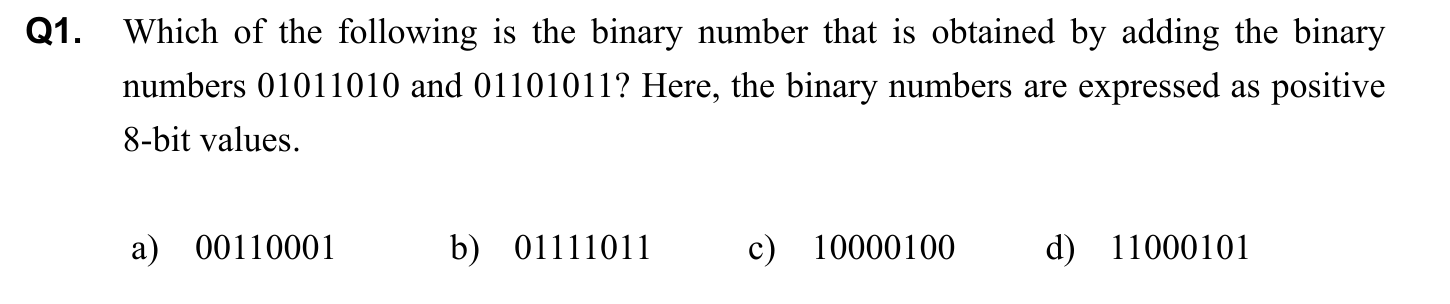 Q1. Which of the following is the binary number that is obtained by adding the binary
numbers 01011010 and 01101011? Here, the binary numbers are expressed as positive
8-bit values.
a) 00110001 b) 01111011 c) 10000100 d) 11000101